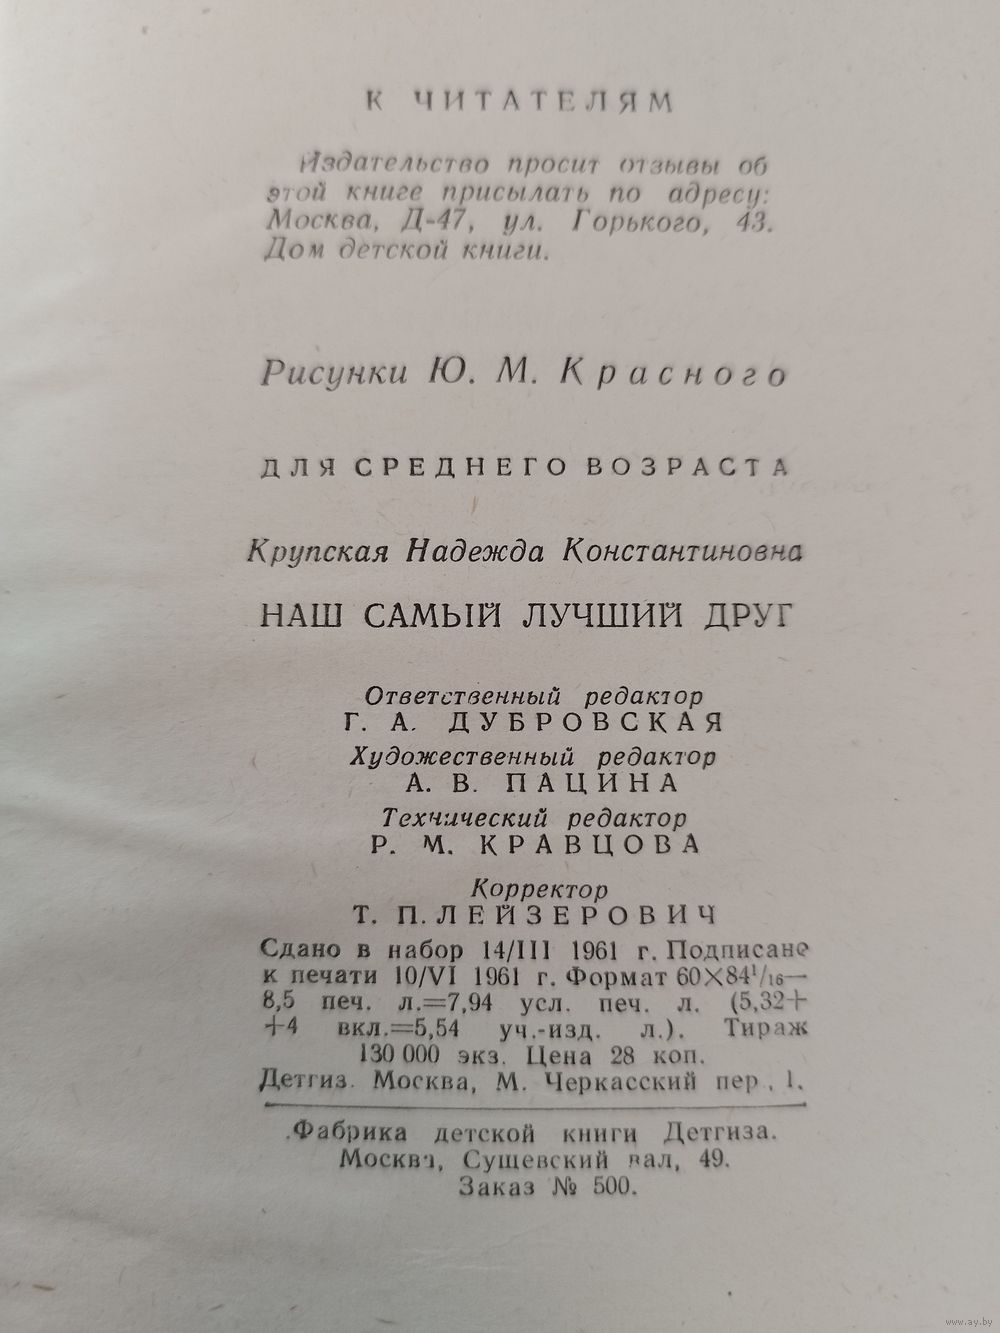 К ЧИТАТЕЛЯМ
Издательство просит отзывы об
этой книге присылать по адресу:
Москва, Д-47, ул. Горького, 43.
Дом детской книги.
Рисунки Ю. М. Красного
ДЛЯ СРЕДНЕГО ВОЗРАСТА
Крупская Надежда Константиновна
НАШ САМЫЙ ЛУЧШИЙ ДРУГ
Ответственный редактор
Г. А. ДУБРОВСКАЯ
Художественный редактор
А. В. ПАЦИНА
Технический редактор
Р. М. КРАВЦОВА
Корректор
Т. П. ЛЕЙЗЕРОВИЧ
Сдано в набор 14/III 1961 г. Подписано
к печати 10/VI 1961 г. Формат 60×84¹/₁₆—
8,5 печ. л.=7,94 усл. печ. л. (5,32+
+4 вкл.=5,54 уч.-изд. л.). Тираж
130 000 экз. Цена 28 коп.
Детгиз. Москва, М. Черкасский пер., 1.
Фабрика детской книги Детгиза.
Москва, Сущевский вал, 49.
Заказ № 500.
www.ay.by